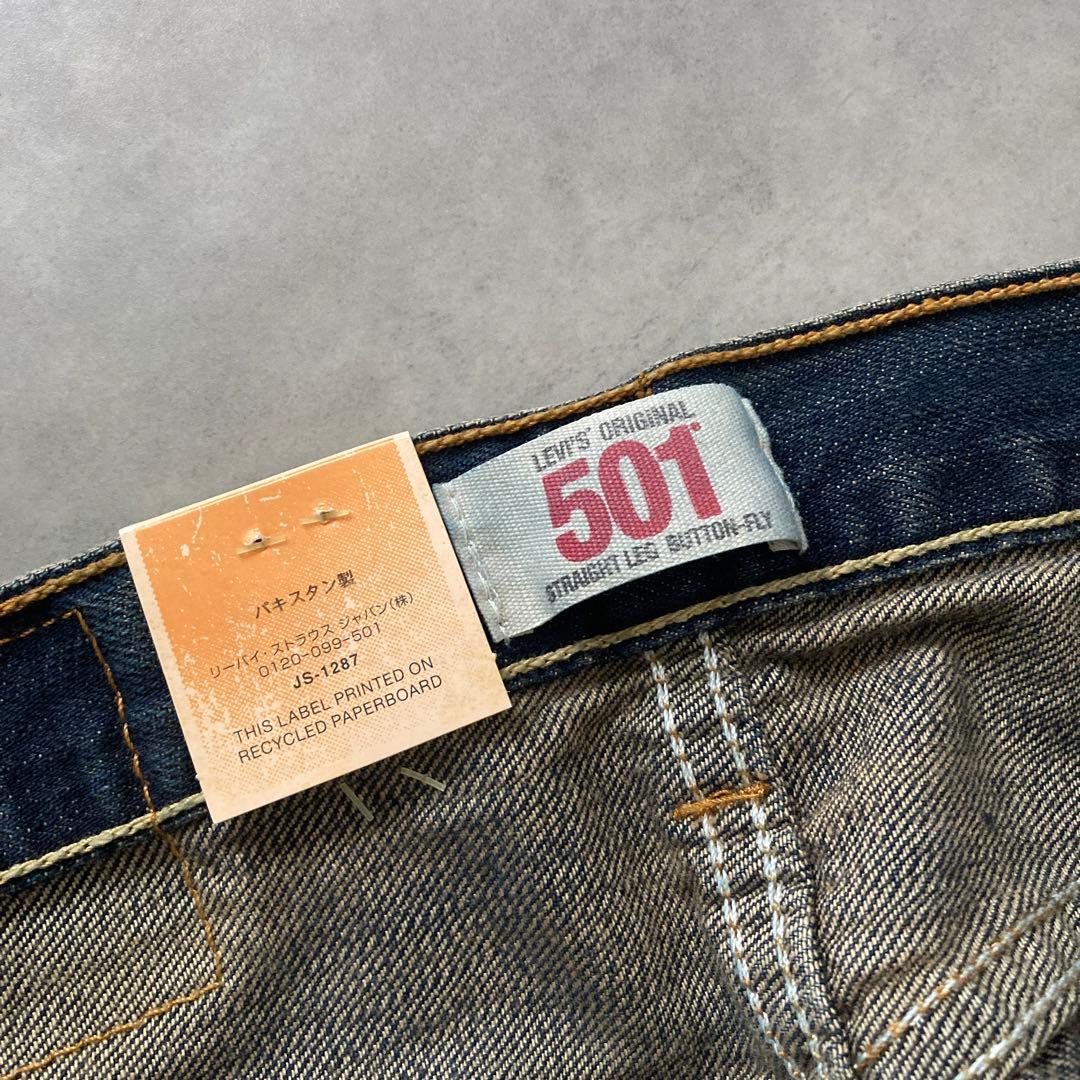 LEVI'S® ORIGINAL
501®
STRAIGHT LEG BUTTON-FLY
パキスタン製
リーバイ・ストラウス ジャパン(株)
0120-099-501
JS-1287
THIS LABEL PRINTED ON
RECYCLED PAPERBOARD